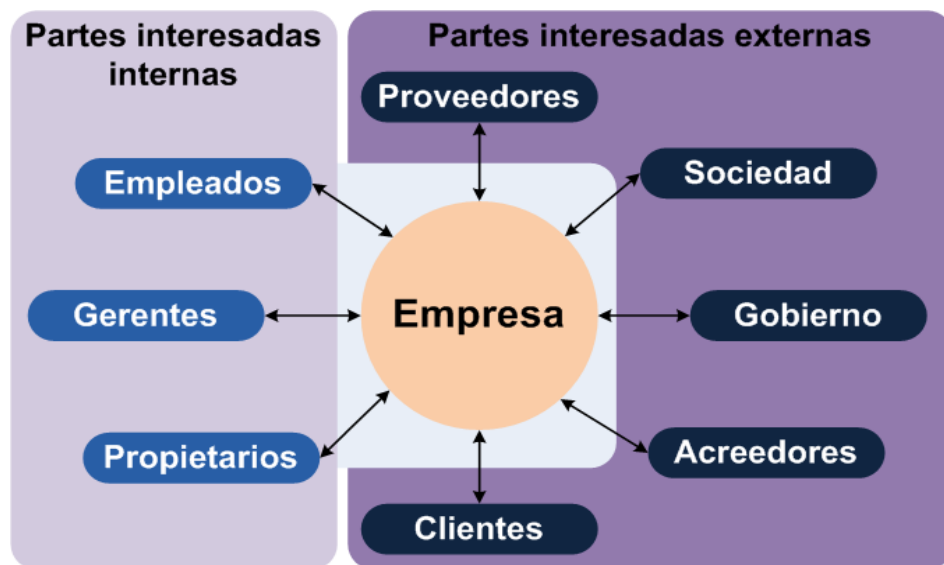 Partes interesadas
internas
Partes interesadas externas
Proveedores
Empleados
Sociedad
Gerentes
Empresa
Gobierno
Propietarios
Acreedores
Clientes